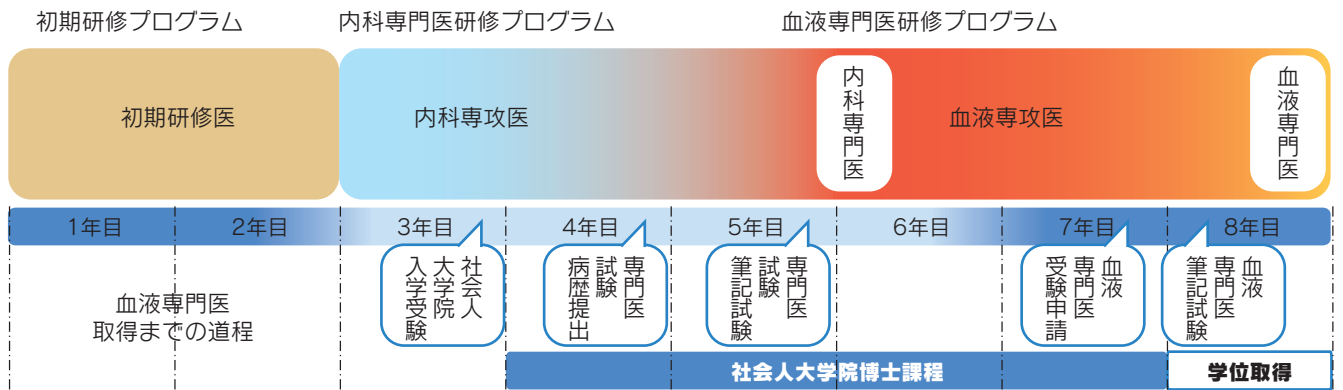 初期研修プログラム
内科専門医研修プログラム
血液専門医研修プログラム
初期研修医
内科専攻医
内科専門医
血液専攻医
血液専門医
1年目
2年目
3年目
4年目
5年目
6年目
7年目
8年目
血液専門医
取得までの道程
社会人
大学院
入学受験
専門医
試験
病歴提出
専門医
試験
筆記試験
血液
専門医
受験申請
血液
専門医
筆記試験
社会人大学院博士課程
学位取得